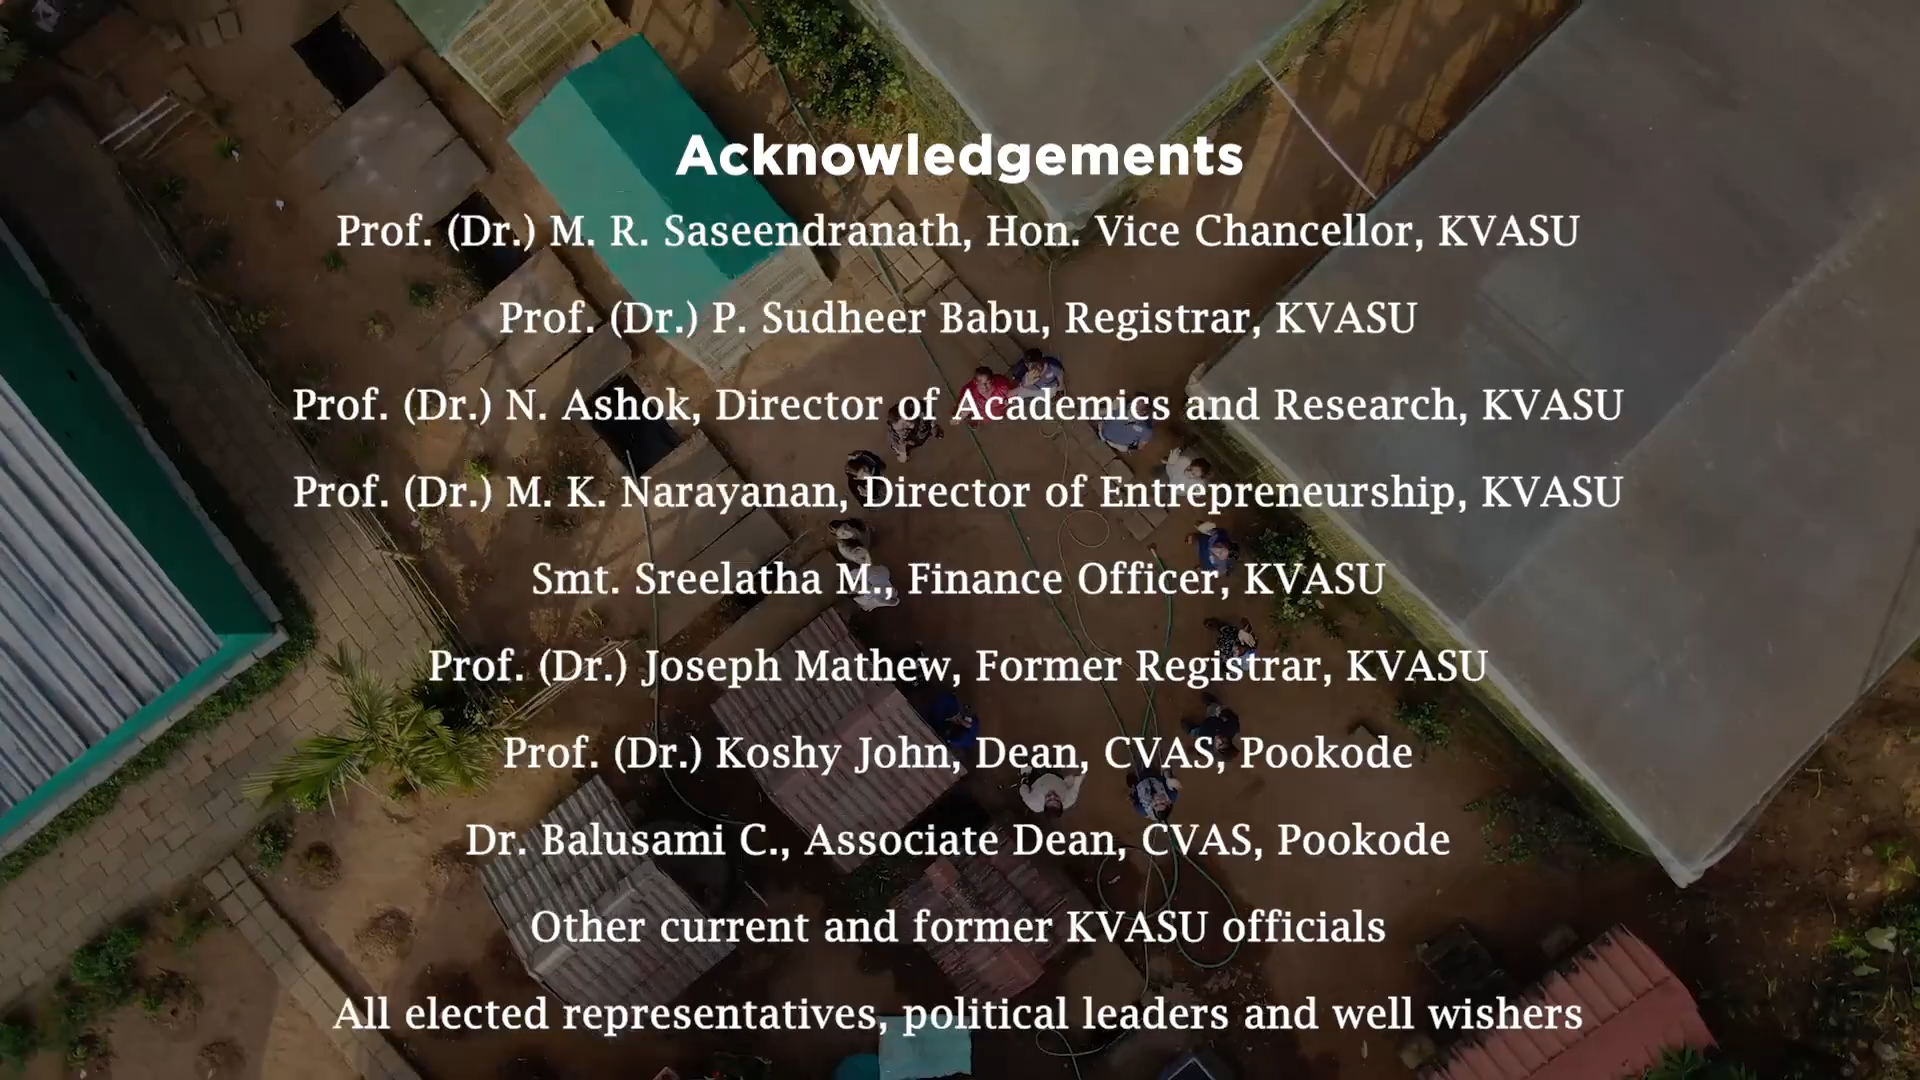 Acknowledgements
Prof. (Dr.) M. R. Saseendranath, Hon. Vice Chancellor, KVASU
Prof. (Dr.) P. Sudheer Babu, Registrar, KVASU
Prof. (Dr.) N. Ashok, Director of Academics and Research, KVASU
Prof. (Dr.) M. K. Narayanan, Director of Entrepreneurship, KVASU
Smt. Sreelatha M., Finance Officer, KVASU
Prof. (Dr.) Joseph Mathew, Former Registrar, KVASU
Prof. (Dr.) Koshy John, Dean, CVAS, Pookode
Dr. Balusami C., Associate Dean, CVAS, Pookode
Other current and former KVASU officials
All elected representatives, political leaders and well wishers